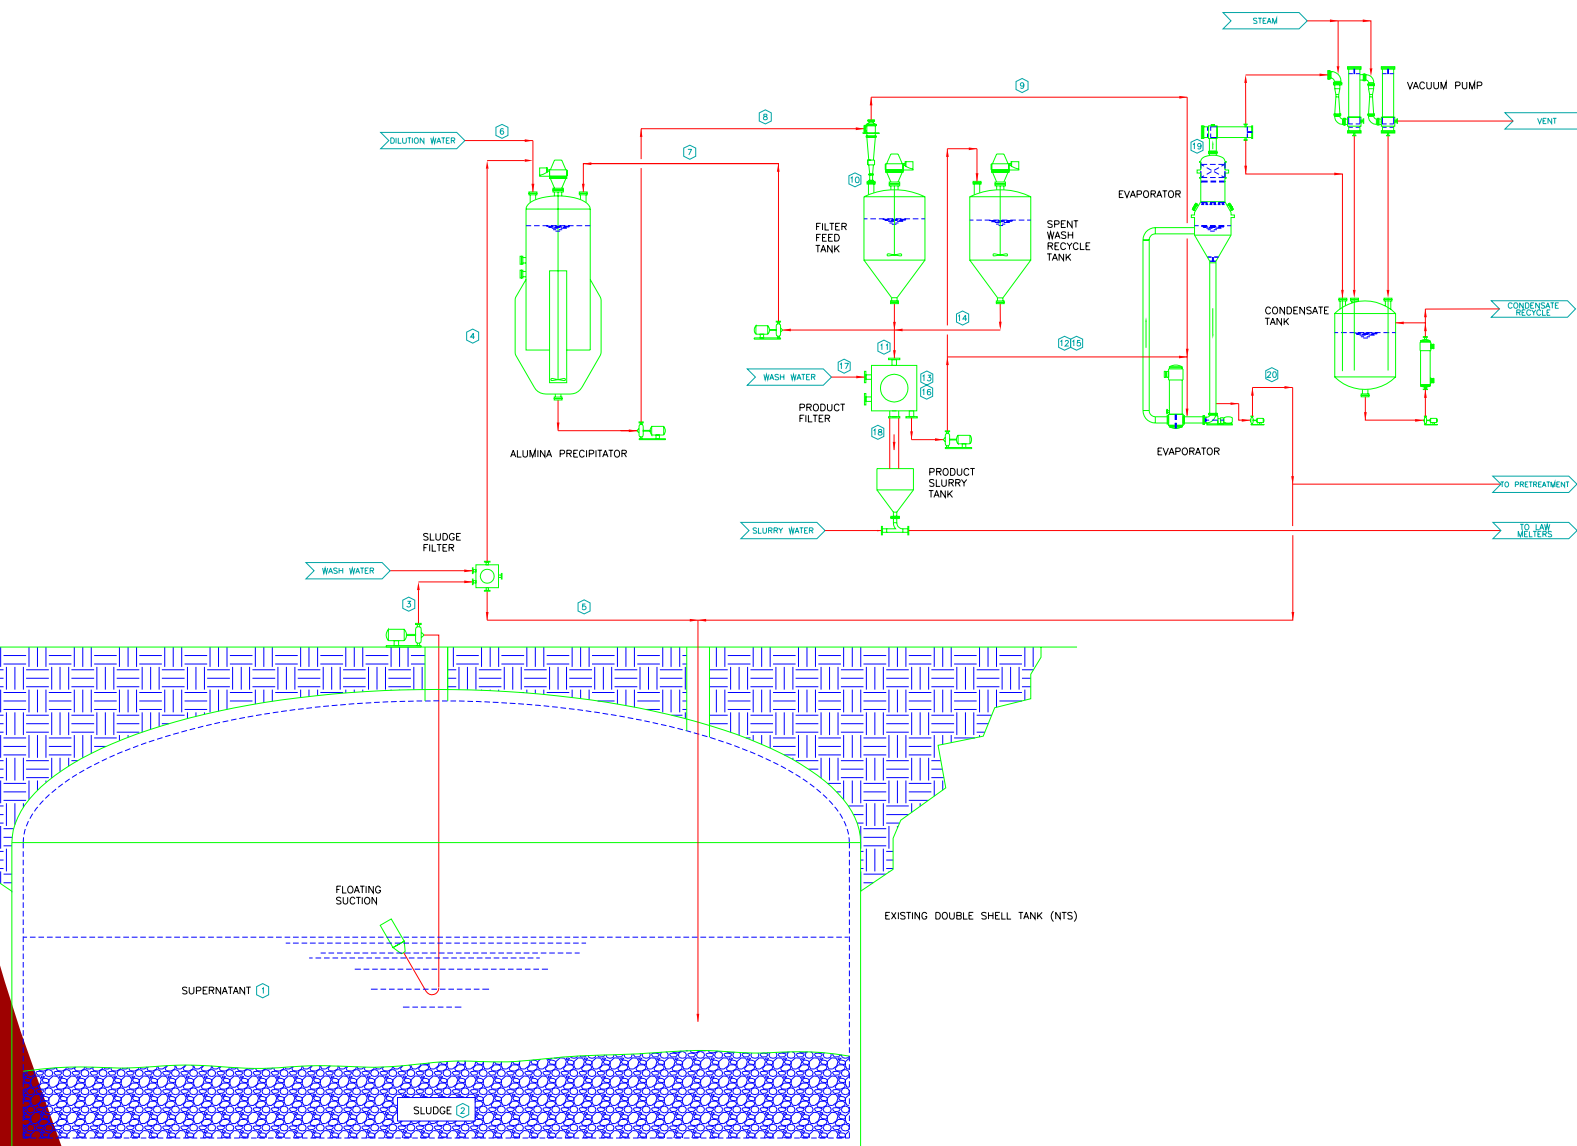 STEAM
VACUUM PUMP
9
8
VENT
6
DILUTION WATER
19
7
10
EVAPORATOR
FILTER
FEED
TANK
SPENT
WASH
RECYCLE
TANK
CONDENSATE
TANK
CONDENSATE
RECYCLE
14
4
11
12 15
17
WASH WATER
13
16
20
PRODUCT
FILTER
18
ALUMINA PRECIPITATOR
EVAPORATOR
PRODUCT
SLURRY
TANK
TO PRETREATMENT
SLURRY WATER
TO LAW
MELTERS
SLUDGE
FILTER
WASH WATER
3
5
FLOATING
SUCTION
EXISTING DOUBLE SHELL TANK (NTS)
SUPERNATANT 1
SLUDGE 2